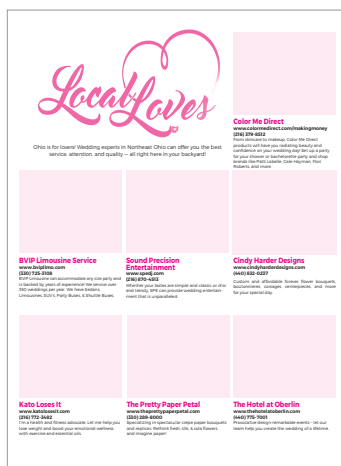 Local Loves
Ohio is for lovers! Wedding experts in Northeast Ohio can offer you the best
service, attention, and quality – all right here in your backyard!
Color Me Direct
www.colormedirect.com/makingmoney
(216) 379-8512
From skincare to makeup, Color Me Direct
products will have you radiating beauty and
confidence on your wedding day! Set up a party
for your shower or bachelorette party and shop
brands like Patti Labelle, Cale Hayman, Flori
Roberts, and more.
BVIP Limousine Service
www.bviplimo.com
(330) 725-3108
BVIP Limousine can accommodate any size party and
is backed by years of experience! We service over
350 weddings per year. We have Sedans,
Limousines, SUV's, Party Buses, & Shuttle Buses.
Sound Precision
Entertainment
www.spedj.com
(216) 870-4513
Whether your tastes are simple and classic or chic
and trendy, SPE can provide wedding entertain-
ment that is unparalleled.
Cindy Harder Designs
www.cindyharderdesigns.com
(440) 832-0237
Custom and affordable forever flower bouquets,
boutonnieres, corsages, centerpieces, and more
for your special day.
Kato Loses It
www.katolosesit.com
(216) 772-3482
I'm a health and fitness advocate. Let me help you
lose weight and boost your emotional wellness
with exercise and essential oils.
The Pretty Paper Petal
www.theprettypaperpetal.com
(330) 289-8000
Specializing in spectacular crepe paper bouquets
and replicas. Rethink fresh, silk, & sola flowers
and imagine paper!
The Hotel at Oberlin
www.thehotelatoberlin.com
(440) 775-7001
Provocative design-remarkable events - let our
team help you create the wedding of a lifetime.